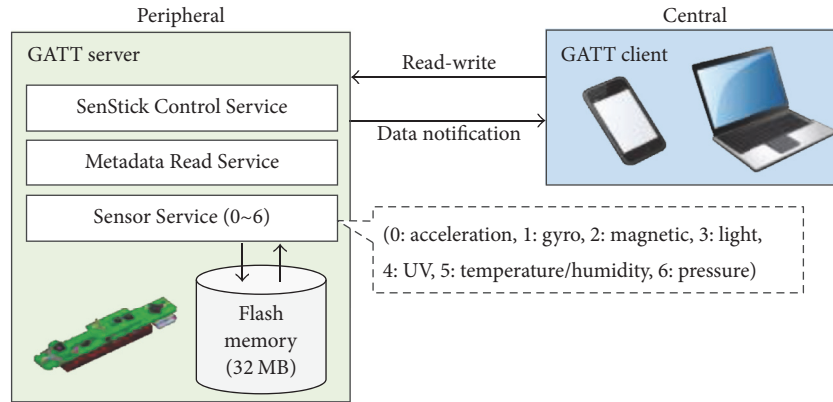 Peripheral
Central
GATT server
SenStick Control Service
Metadata Read Service
Sensor Service (0~6)
Flash
memory
(32 MB)
Read-write
Data notification
GATT client
(0: acceleration, 1: gyro, 2: magnetic, 3: light,
4: UV, 5: temperature/humidity, 6: pressure)